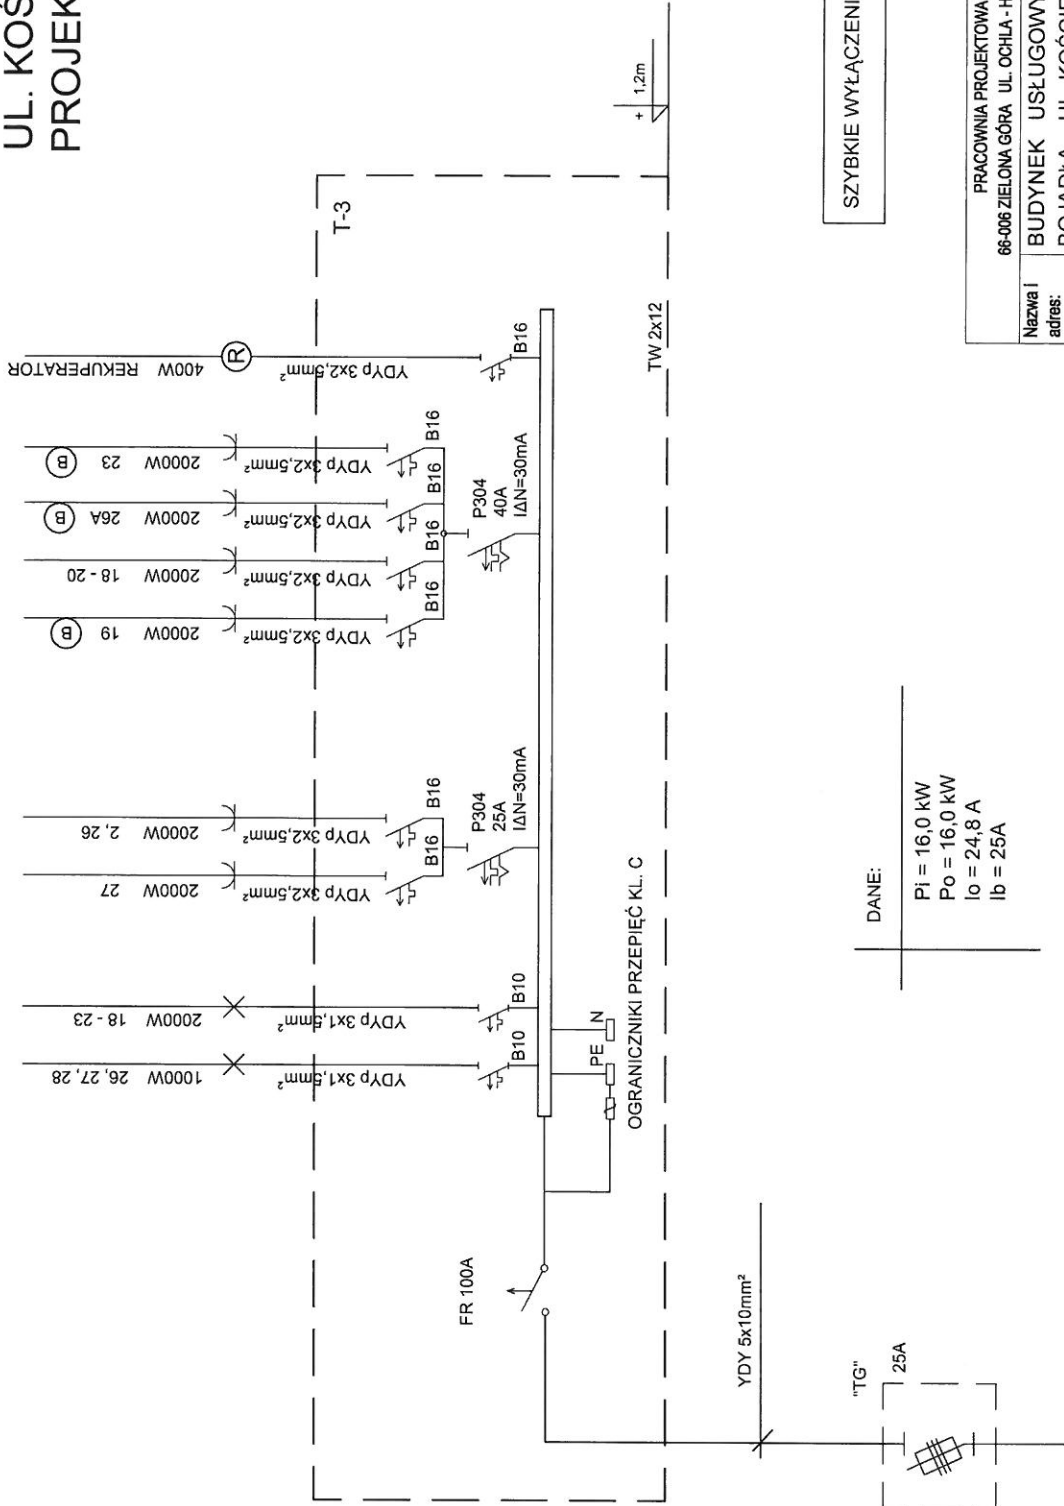 UL. KOŚ
PROJEK
T-3
1000W 26, 27, 28
YDYp 3x1,5mm²
B10
2000W 18 - 23
YDYp 3x1,5mm²
B10
2000W 27
YDYp 3x2,5mm²
B16
2000W 2, 26
YDYp 3x2,5mm²
B16
P304
25A
IΔN=30mA
2000W 19 B
YDYp 3x2,5mm²
B16
2000W 18 - 20
YDYp 3x2,5mm²
B16
2000W 26A B
YDYp 3x2,5mm²
B16
2000W 23 B
YDYp 3x2,5mm²
B16
P304
40A
IΔN=30mA
400W REKUPERATOR
R
YDYp 3x2,5mm²
B16
FR 100A
PE N
OGRANICZNIKI PRZEPIĘĆ KL. C
TW 2x12
+ 1,2m
YDY 5x10mm²
"TG"
25A
DANE:
Pi = 16,0 kW
Po = 16,0 kW
Io = 24,8 A
Ib = 25A
SZYBKIE WYŁĄCZENI
PRACOWNIA PROJEKTOWA
66-006 ZIELONA GÓRA UL. OCHLA - H
Nazwa I
adres:
BUDYNEK USŁUGOWY